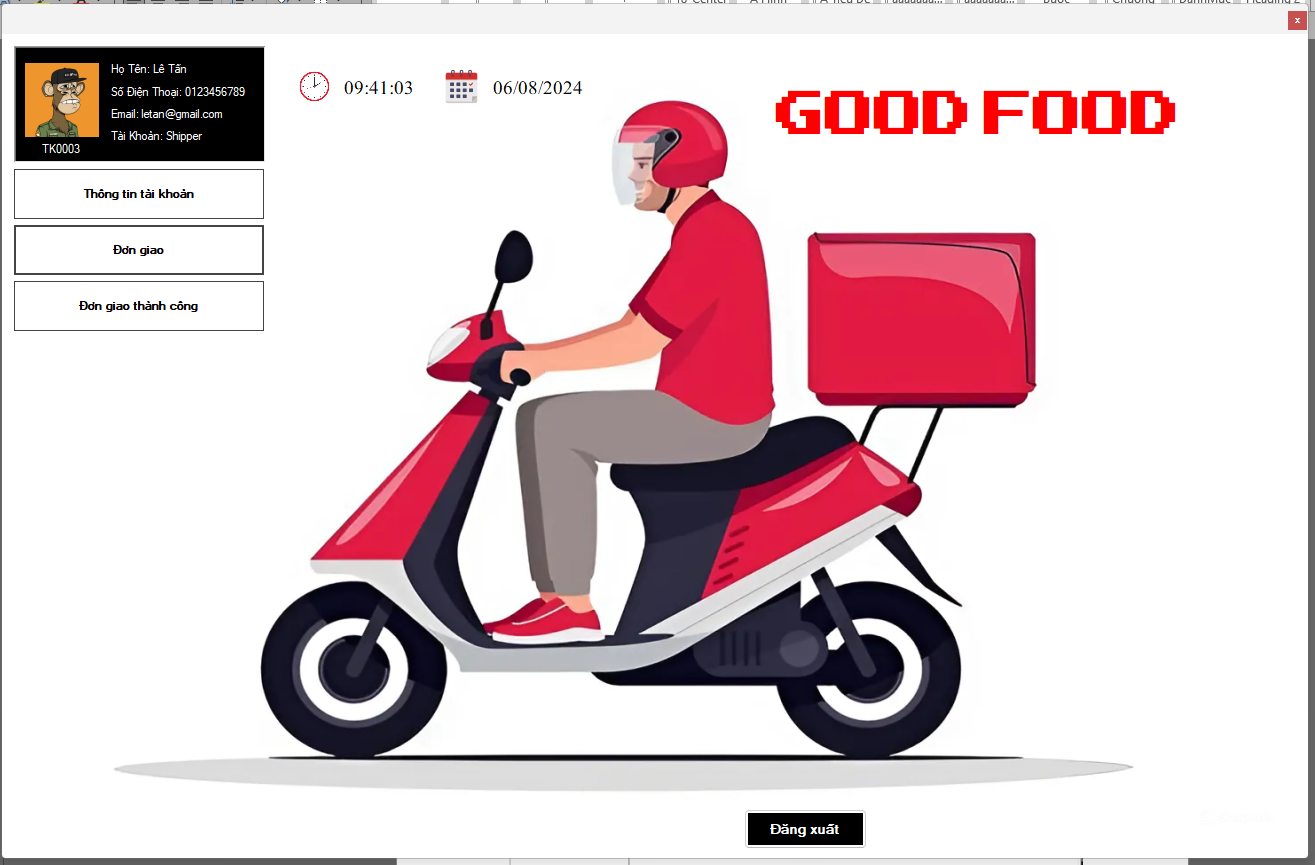 x
Họ Tên: Lê Tấn
Số Điện Thoại: 0123456789
Email: letan@gmail.com
Tài Khoản: Shipper
TK0003
09:41:03
06/08/2024
GOOD FOOD
Thông tin tài khoản
Đơn giao
Đơn giao thành công
Đăng xuất